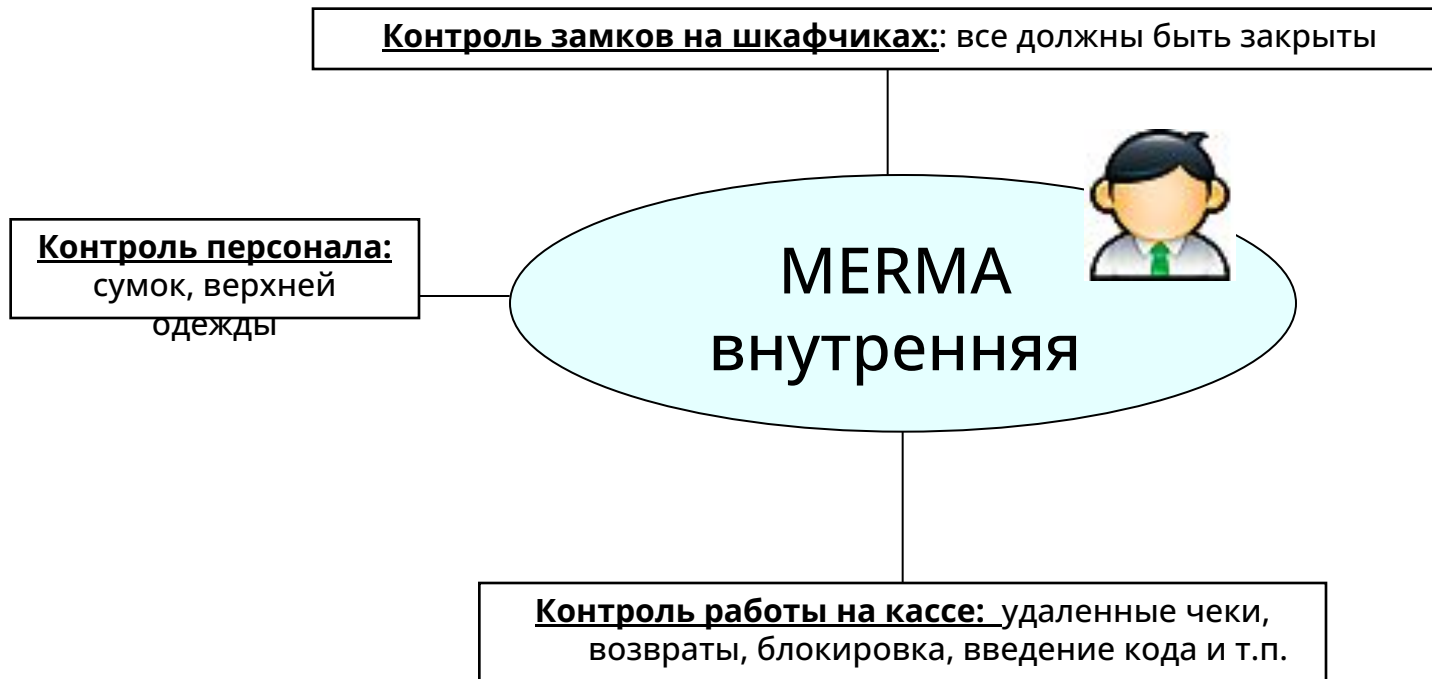 Контроль замков на шкафчиках:: все должны быть закрыты
Контроль персонала:
сумок, верхней
одежды
MERMA
внутренняя
Контроль работы на кассе: удаленные чеки,
возвраты, блокировка, введение кода и т.п.